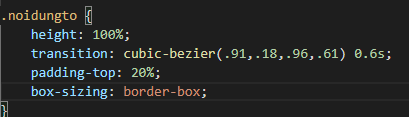 .noidungto {
height: 100%;
transition: cubic-bezier(.91,.18,.96,.61) 0.6s;
padding-top: 20%;
box-sizing: border-box;
}